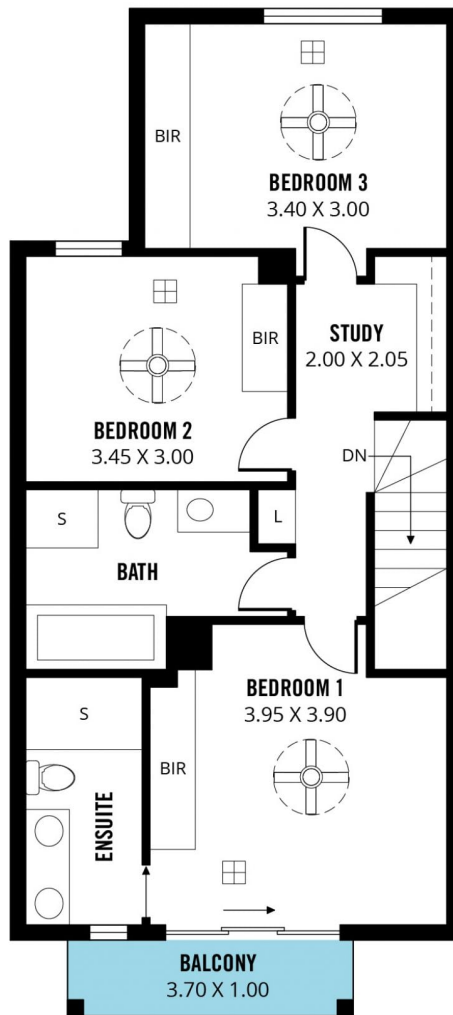 BIR
BEDROOM 3
3.40 X 3.00
BIR
STUDY
2.00 X 2.05
BEDROOM 2
3.45 X 3.00
DN
S
L
BATH
BEDROOM 1
3.95 X 3.90
S
BIR
ENSUITE
BALCONY
3.70 X 1.00